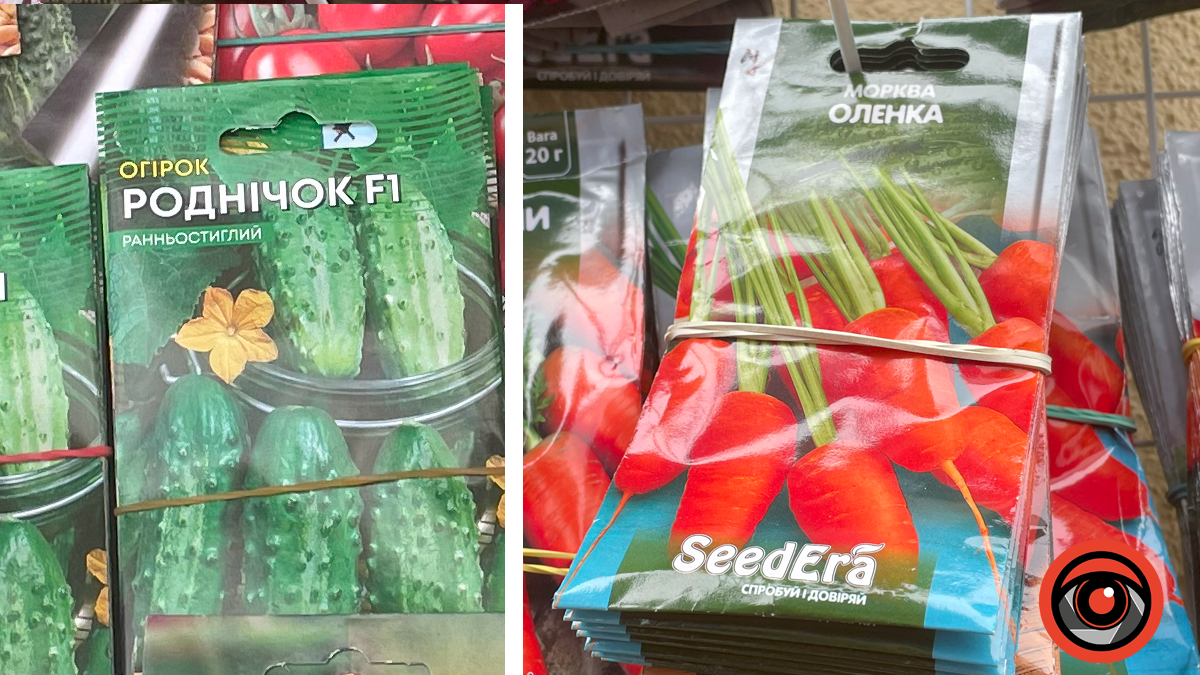 ОГІРОК
РОДНІЧОК F1
РАННЬОСТИГЛИЙ
СПРОБУЙ І ДОВІРЯЙ
Вага
20 г
И
МОРКВА
ОЛЕНКА
SeedEra
СПРОБУЙ І ДОВІРЯЙ